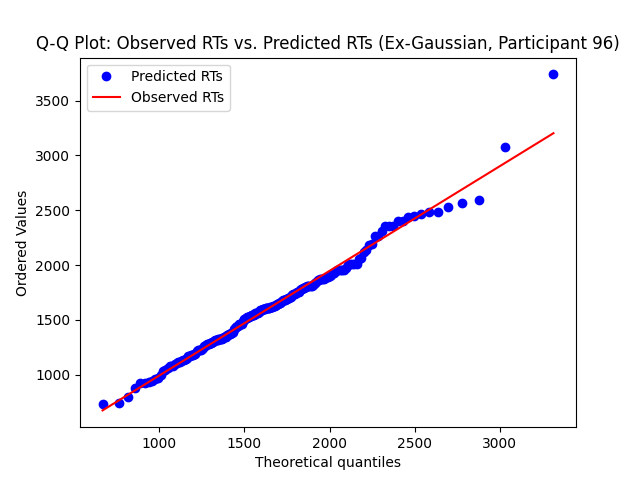 Q-Q Plot: Observed RTs vs. Predicted RTs (Ex-Gaussian, Participant 96)
Predicted RTs
Observed RTs
Ordered Values
3500
3000
2500
2000
1500
1000
1000 1500 2000 2500 3000
Theoretical quantiles